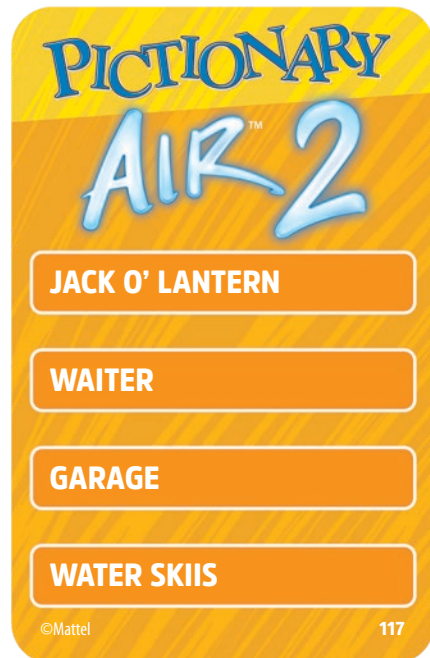 PICTIONARY
AIR™ 2
JACK O’ LANTERN
WAITER
GARAGE
WATER SKIIS
©Mattel 117